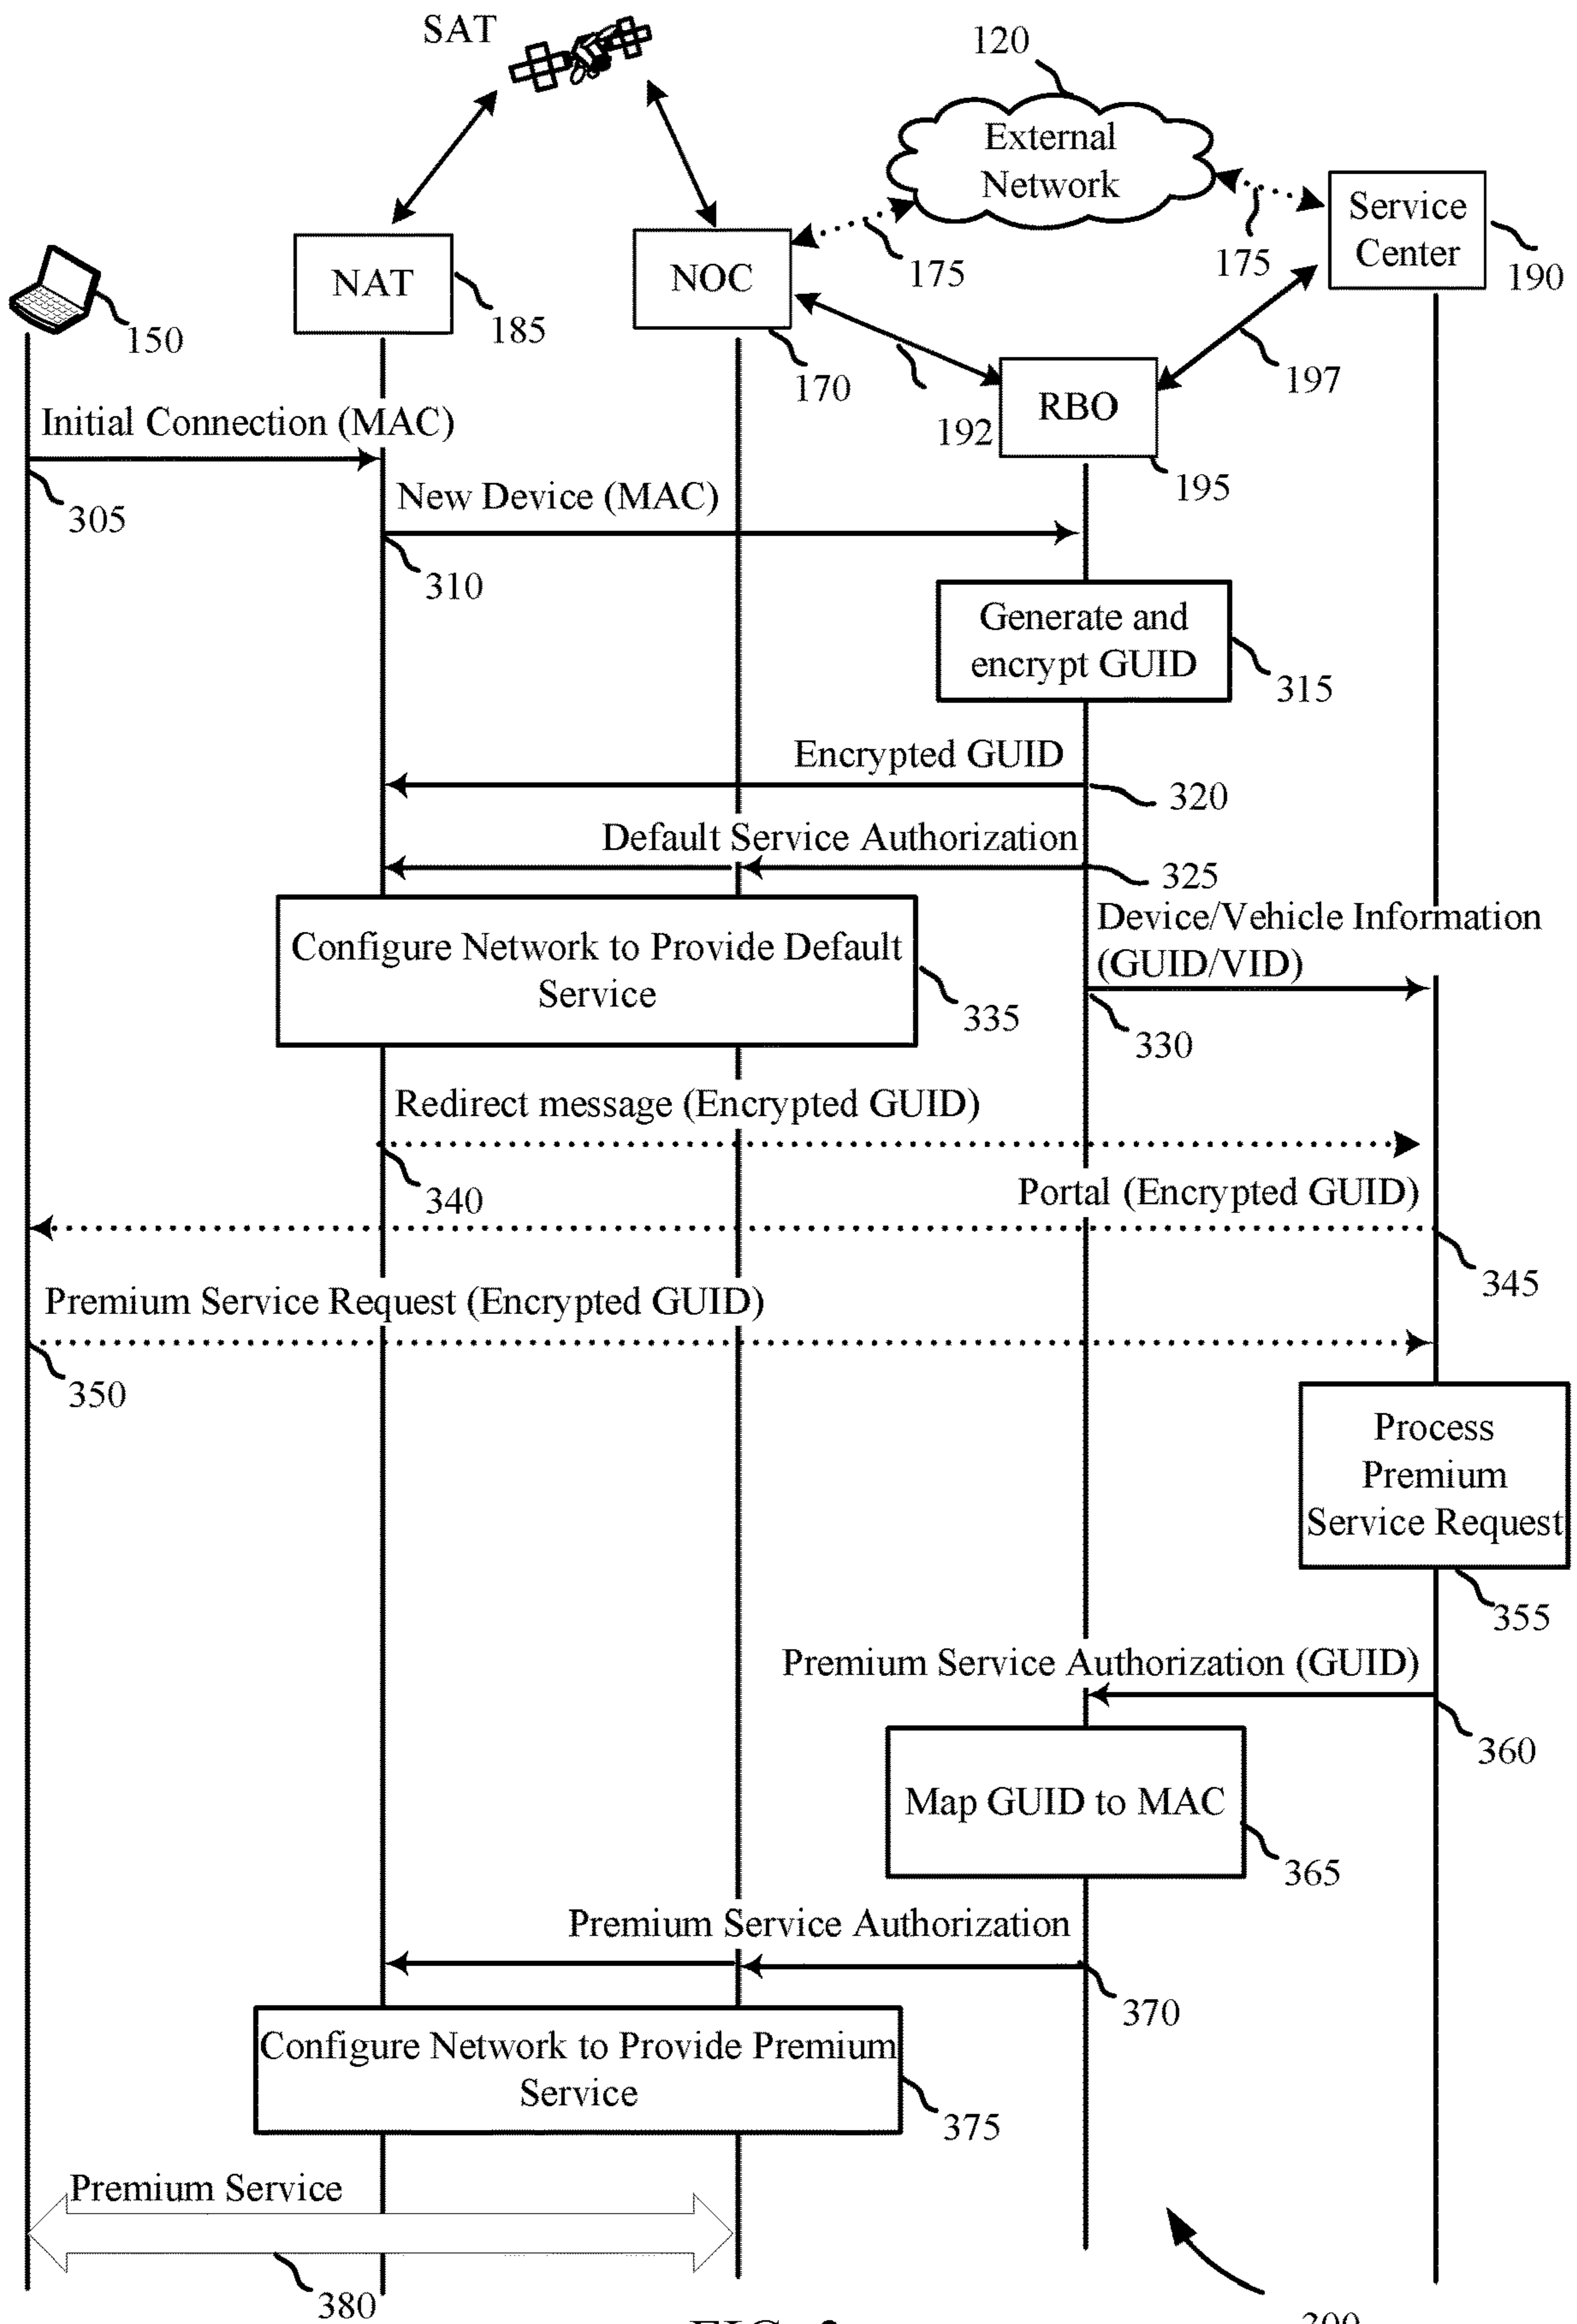 SAT
120
External
Network
Service
Center
190
175
175
NAT
185
NOC
170
150
192
197
RBO
195
Initial Connection (MAC)
305
New Device (MAC)
310
Generate and
encrypt GUID
315
Encrypted GUID
320
Default Service Authorization
325
Configure Network to Provide Default
Service
335
Device/Vehicle Information
(GUID/VID)
330
Redirect message (Encrypted GUID)
340
Portal (Encrypted GUID)
345
Premium Service Request (Encrypted GUID)
350
Process
Premium
Service Request
355
Premium Service Authorization (GUID)
360
Map GUID to MAC
365
Premium Service Authorization
370
Configure Network to Provide Premium
Service
375
Premium Service
380